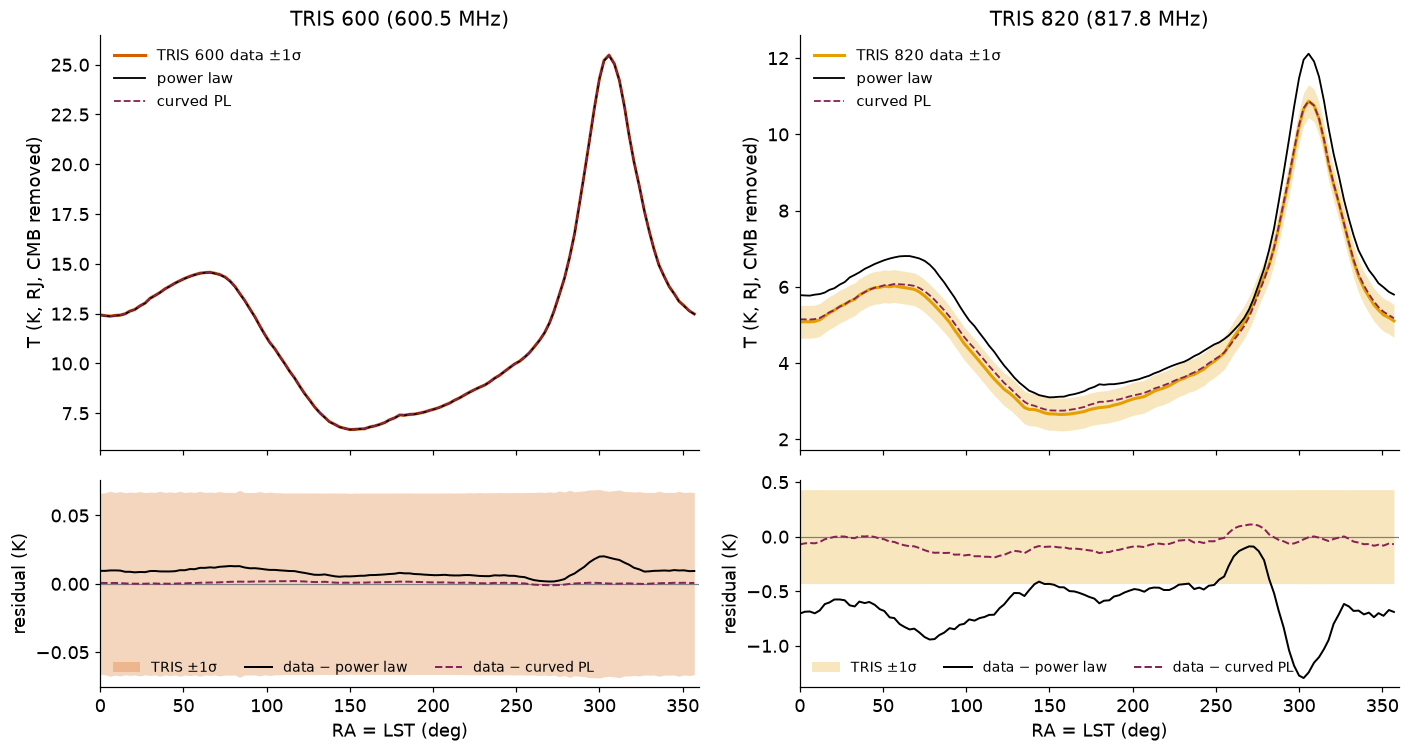 TRIS 600 (600.5 MHz)
TRIS 600 data ±1σ
power law
curved PL
T (K, RJ, CMB removed)
25.0
22.5
20.0
17.5
15.0
12.5
10.0
7.5
TRIS 820 (817.8 MHz)
TRIS 820 data ±1σ
power law
curved PL
T (K, RJ, CMB removed)
12
10
8
6
4
2
residual (K)
0.05
0.00
−0.05
TRIS ±1σ
data − power law
data − curved PL
0 50 100 150 200 250 300 350
RA = LST (deg)
residual (K)
0.5
0.0
−0.5
−1.0
TRIS ±1σ
data − power law
data − curved PL
0 50 100 150 200 250 300 350
RA = LST (deg)